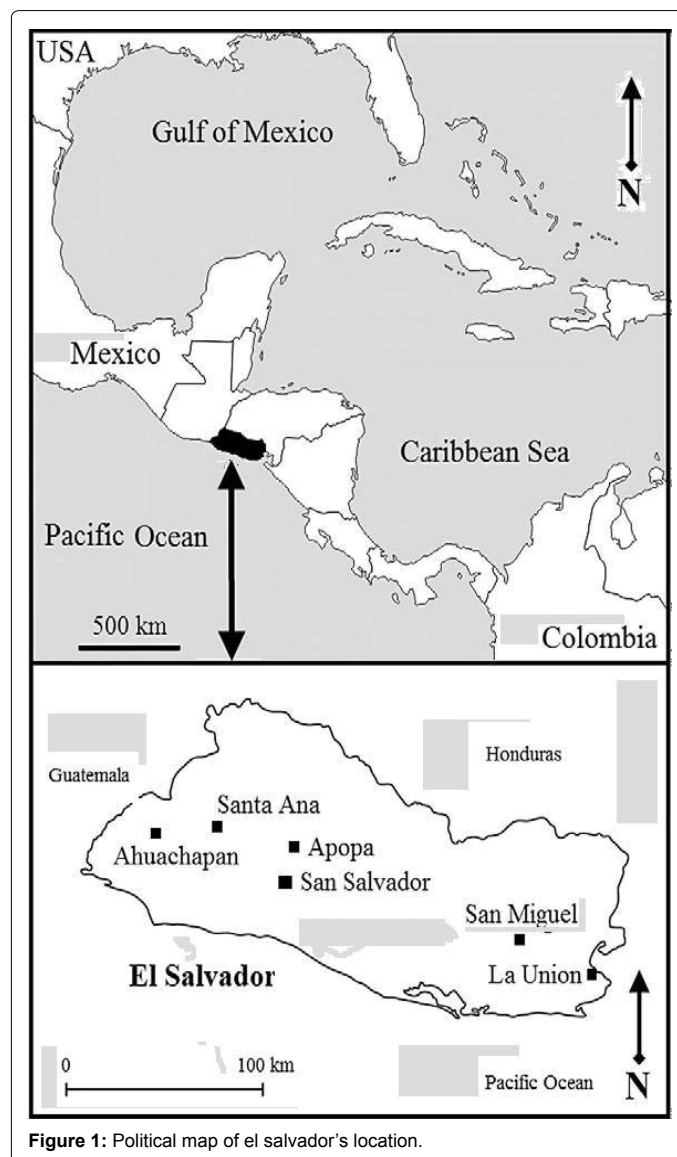 USA
Gulf of Mexico
N
Mexico
Caribbean Sea
Pacific Ocean
500 km
Colombia
Guatemala
Honduras
Santa Ana
Ahuachapan
Apopa
San Salvador
San Miguel
La Union
El Salvador
0 100 km
Pacific Ocean
N
Figure 1: Political map of el salvador's location.